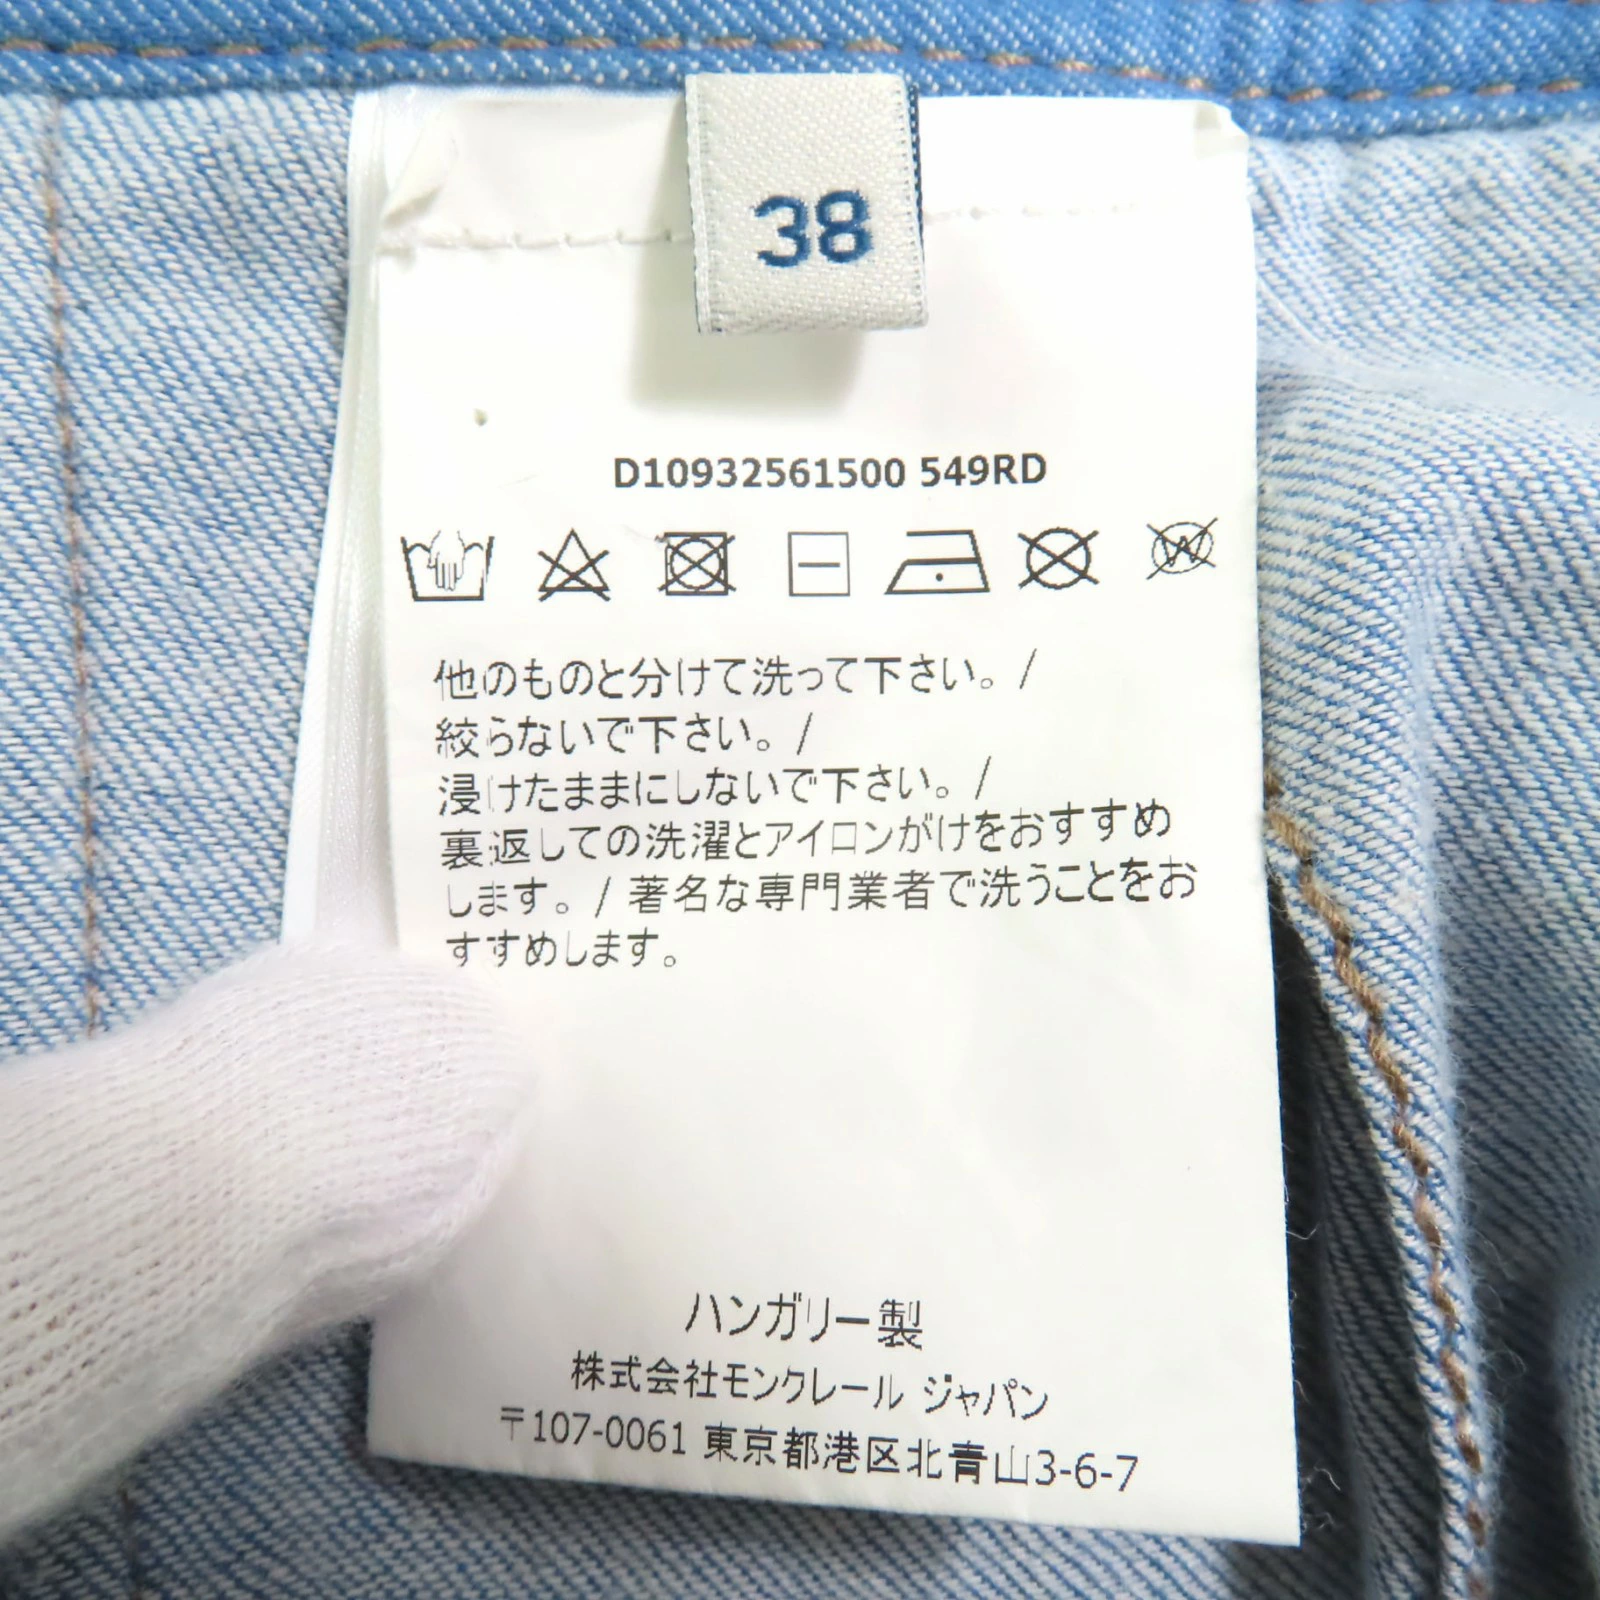 38
D10932561500 549RD
W
他のものと分けて洗って下さい。/
絞らないで下さい。/
浸けたままにしないで下さい。/
裏返しての洗濯とアイロンがけをおすすめ
します。/ 著名な専門業者で洗うことをお
すすめします。
ハンガリー製
株式会社モンクレール ジャパン
〒107-0061 東京都港区北青山3-6-7